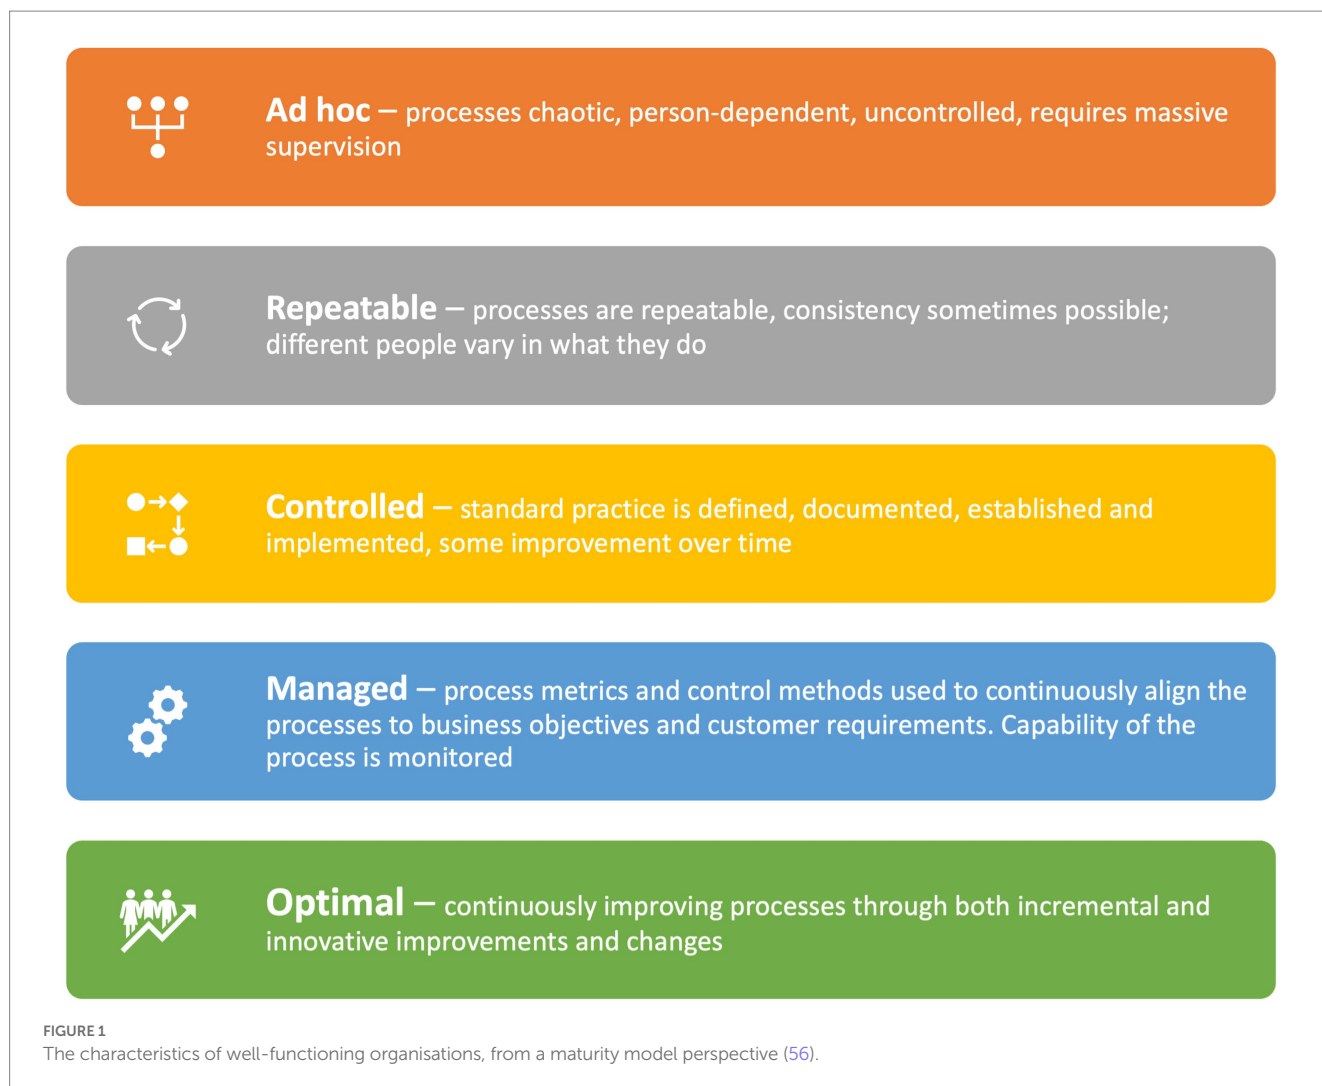 Ad hoc – processes chaotic, person-dependent, uncontrolled, requires massive
supervision
Repeatable – processes are repeatable, consistency sometimes possible;
different people vary in what they do
Controlled – standard practice is defined, documented, established and
implemented, some improvement over time
Managed – process metrics and control methods used to continuously align the
processes to business objectives and customer requirements. Capability of the
process is monitored
Optimal – continuously improving processes through both incremental and
innovative improvements and changes
FIGURE 1
The characteristics of well-functioning organisations, from a maturity model perspective (56).